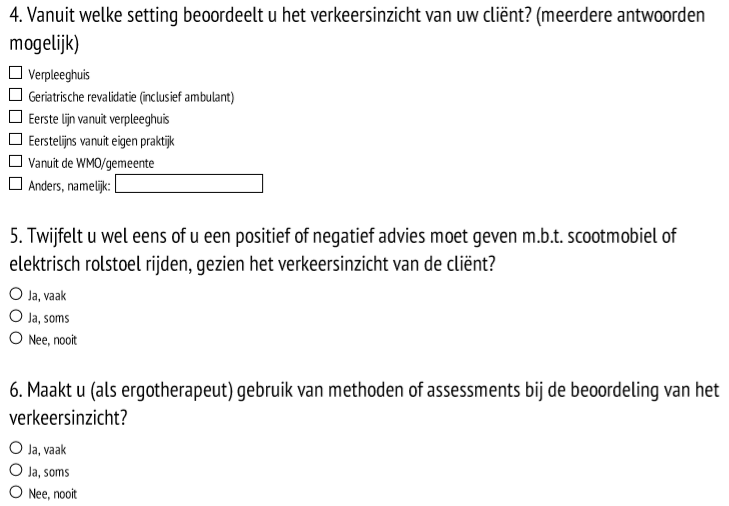 4. Vanuit welke setting beoordeelt u het verkeersinzicht van uw cliënt? (meerdere antwoorden
mogelijk)
Verpleeghuis
Geriatrische revalidatie (inclusief ambulant)
Eerste lijn vanuit verpleeghuis
Eerstelijns vanuit eigen praktijk
Vanuit de WMO/gemeente
Anders, namelijk:
5. Twijfelt u wel eens of u een positief of negatief advies moet geven m.b.t. scootmobiel of
elektrisch rolstoel rijden, gezien het verkeersinzicht van de cliënt?
Ja, vaak
Ja, soms
Nee, nooit
6. Maakt u (als ergotherapeut) gebruik van methoden of assessments bij de beoordeling van het
verkeersinzicht?
Ja, vaak
Ja, soms
Nee, nooit